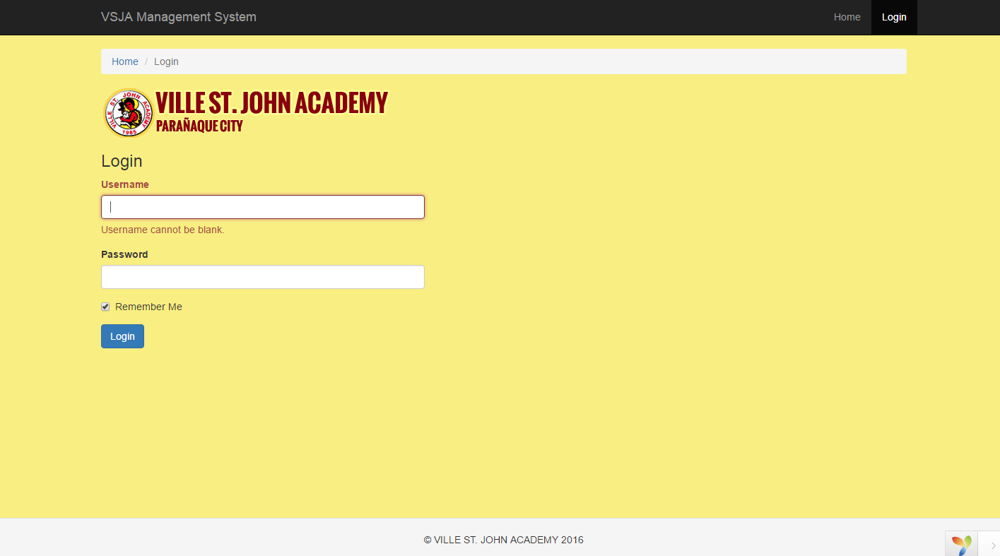 VSJA Management System
Home
Login
Home / Login
VILLE ST. JOHN ACADEMY
1985
VILLE ST. JOHN ACADEMY
PARAÑAQUE CITY
Login
Username
Username cannot be blank.
Password
Remember Me
Login
© VILLE ST. JOHN ACADEMY 2016